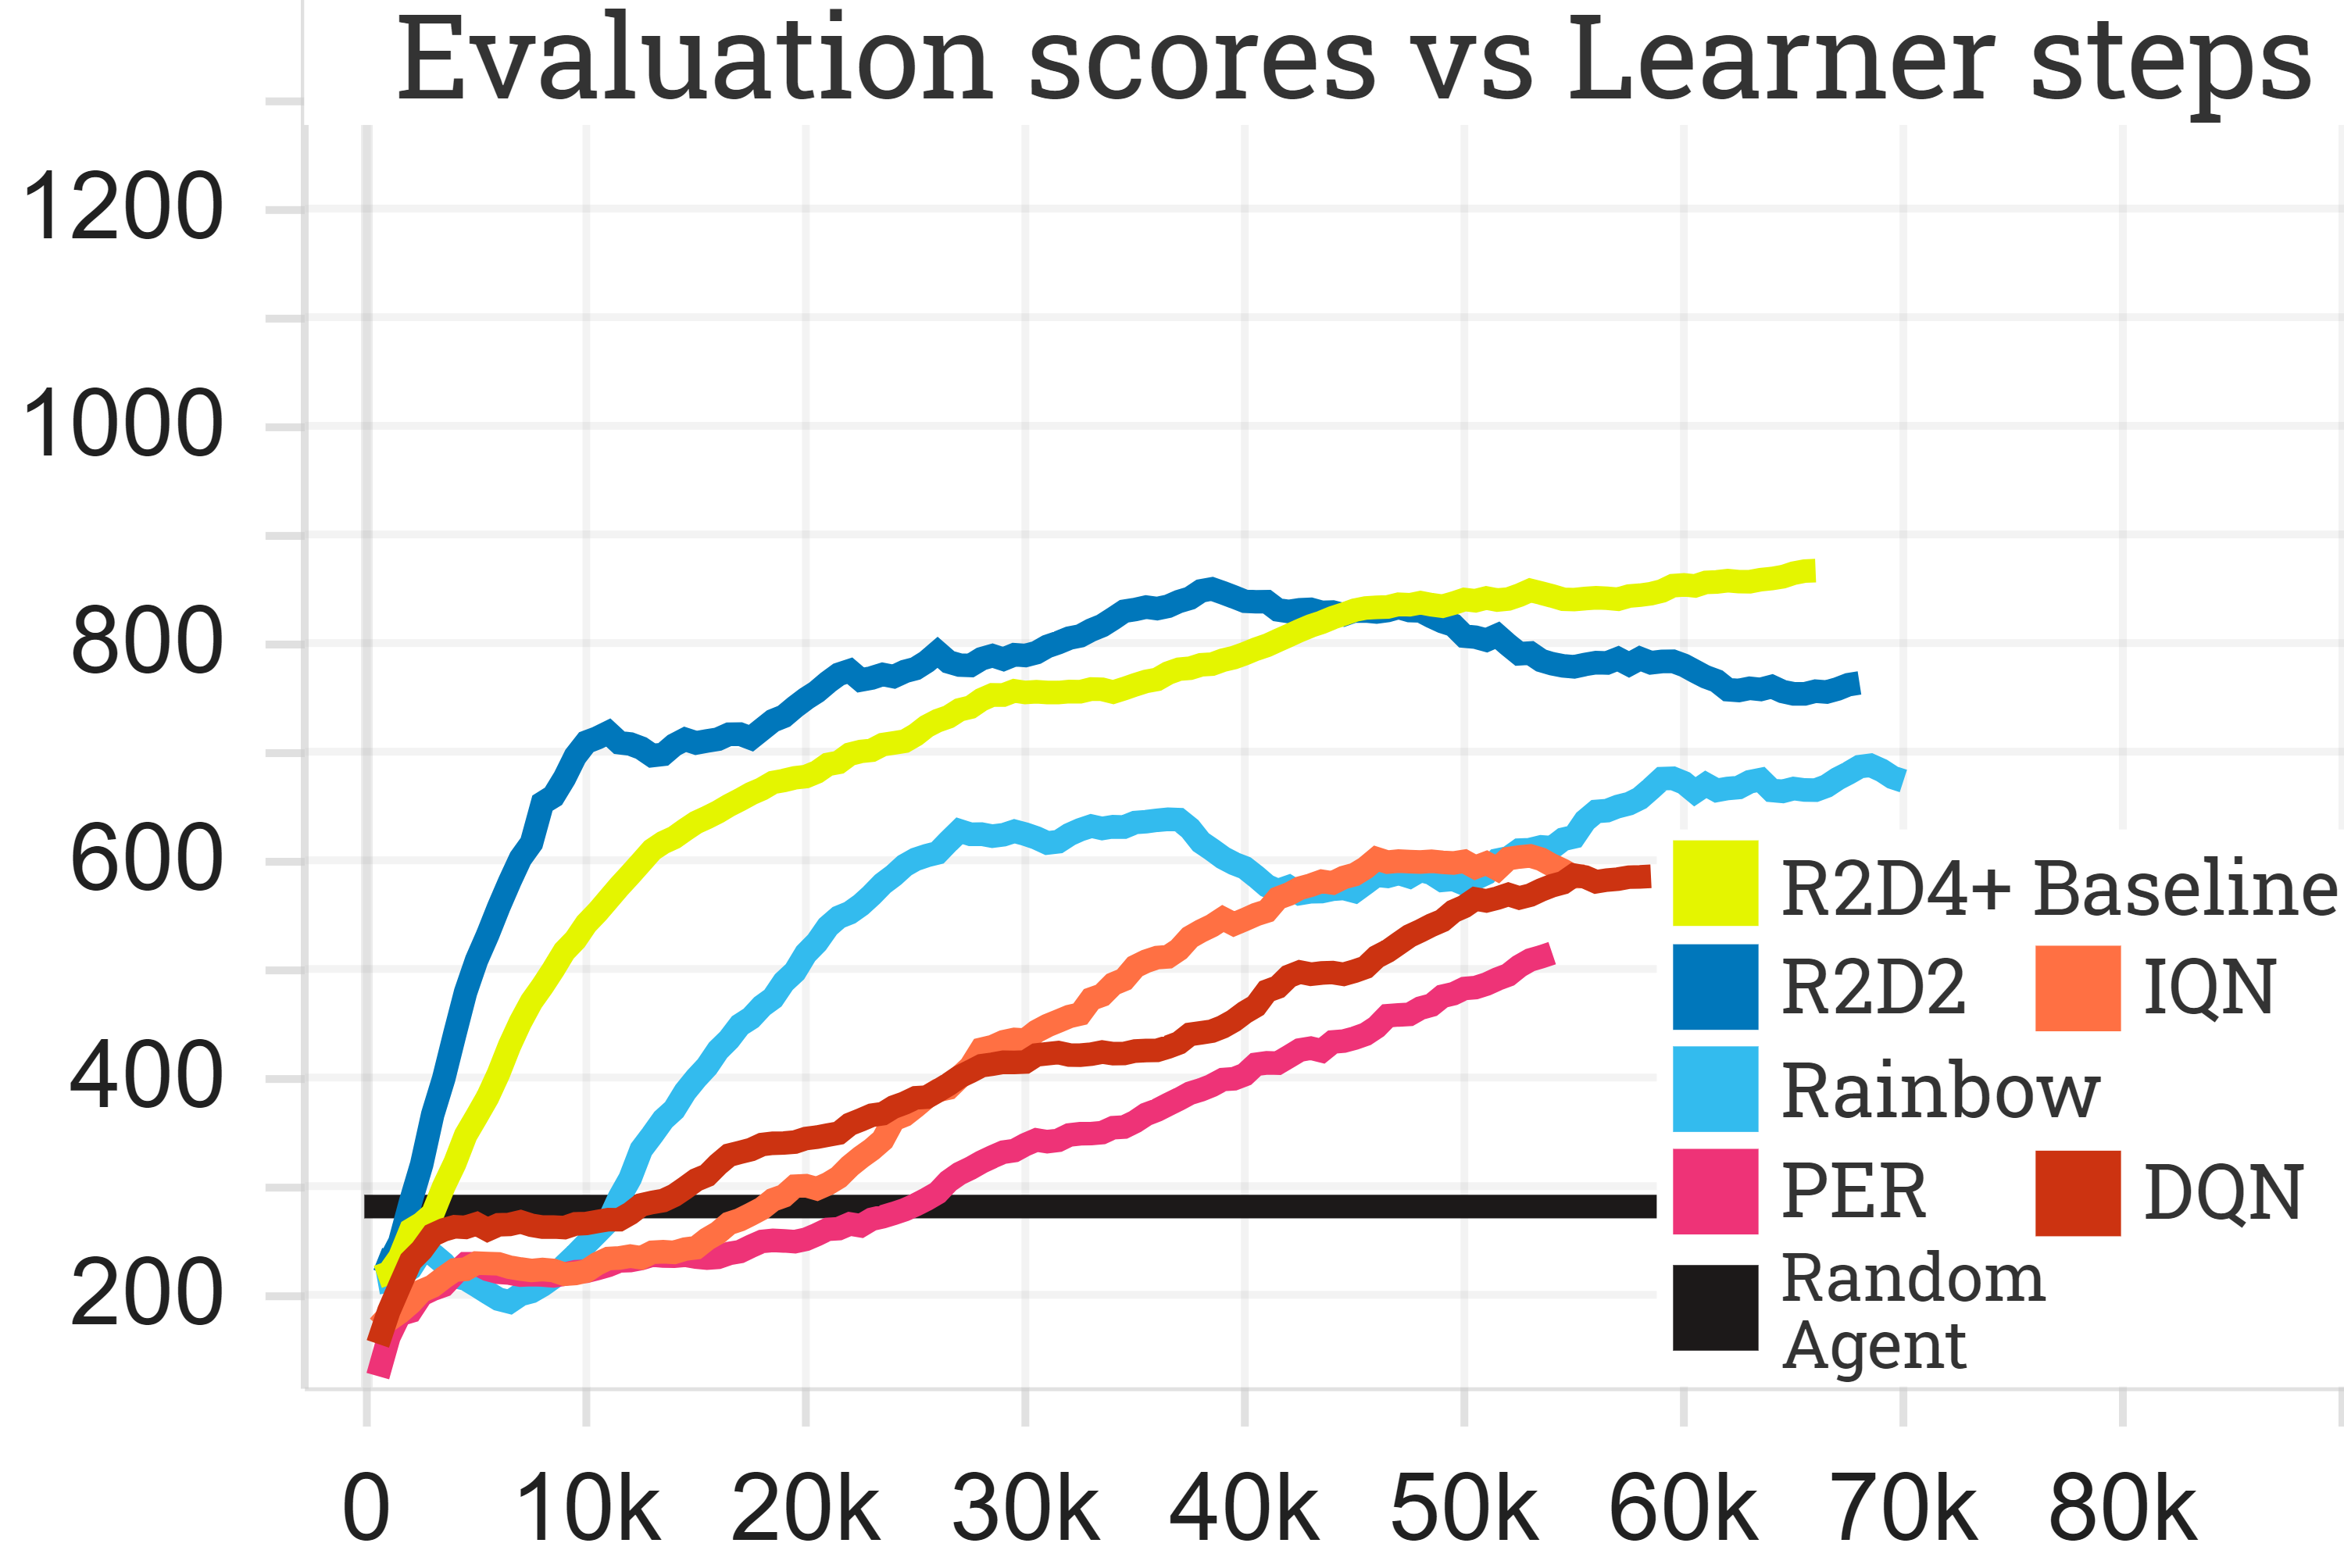 Evaluation scores vs Learner steps
1200
1000
800
600
400
200
R2D4+ Baseline
R2D2 IQN
Rainbow
PER DQN
Random
Agent
0 10k 20k 30k 40k 50k 60k 70k 80k